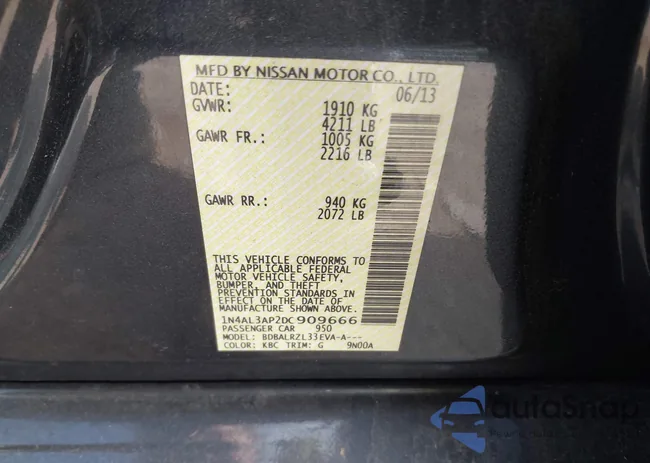 MFD BY NISSAN MOTOR CO., LTD.
DATE: 06/13
GVWR: 1910 KG
4211 LB
GAWR FR.: 1005 KG
2216 LB
GAWR RR.: 940 KG
2072 LB
THIS VEHICLE CONFORMS TO
ALL APPLICABLE FEDERAL
MOTOR VEHICLE SAFETY,
BUMPER, AND THEFT
PREVENTION STANDARDS IN
EFFECT ON THE DATE OF
MANUFACTURE SHOWN ABOVE.
1N4AL3AP2DC909666
PASSENGER CAR 950
MODEL: BDBALRZL33EVA-A---
COLOR: KBC TRIM: G 9N00A
autoSnap